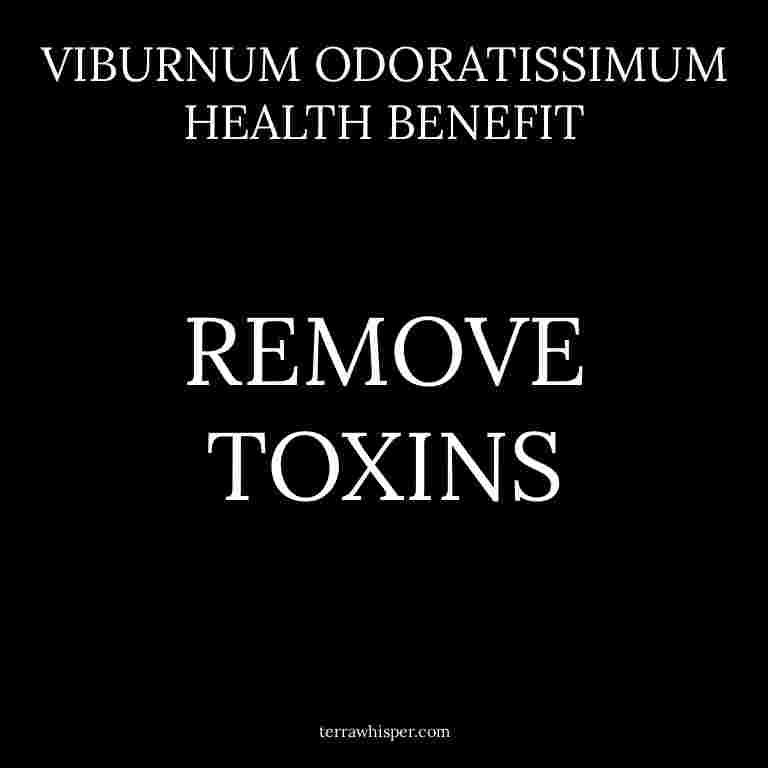 VIBURNUM ODORATISSIMUM
HEALTH BENEFIT
REMOVE
TOXINS
terrawhisper.com